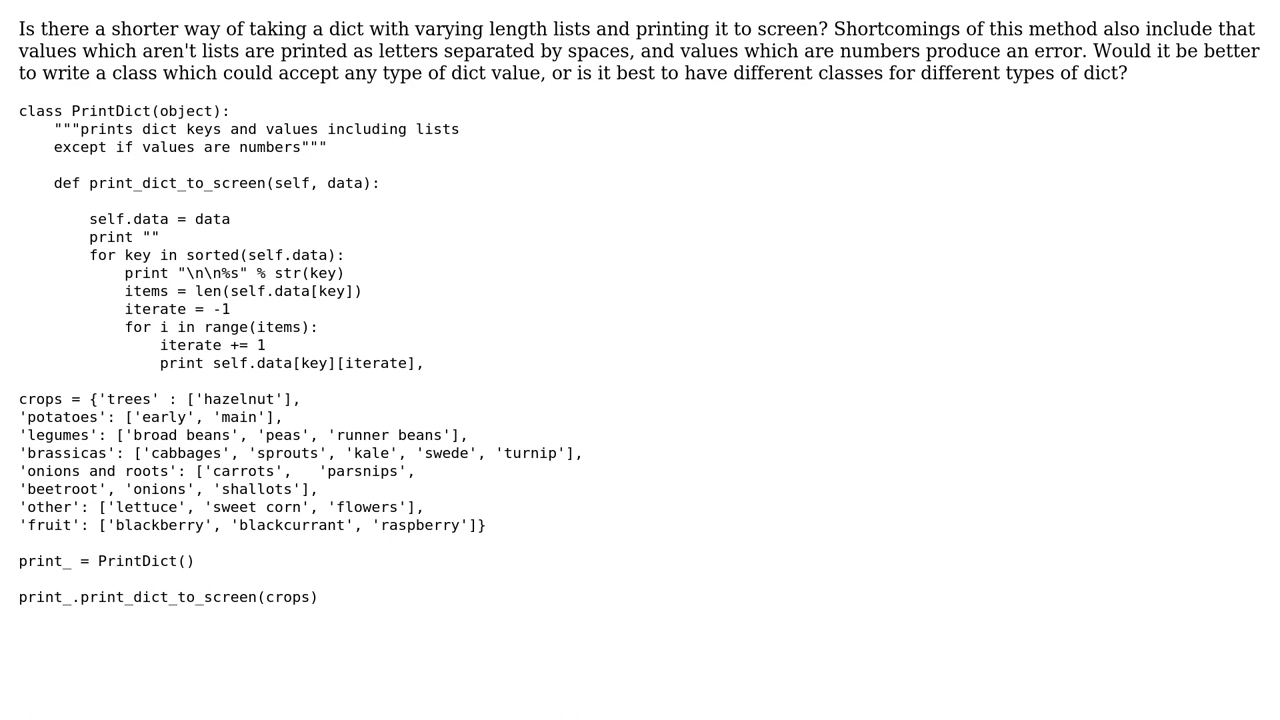 Is there a shorter way of taking a dict with varying length lists and printing it to screen? Shortcomings of this method also include that
values which aren't lists are printed as letters separated by spaces, and values which are numbers produce an error. Would it be better
to write a class which could accept any type of dict value, or is it best to have different classes for different types of dict?

class PrintDict(object):
    """prints dict keys and values including lists
    except if values are numbers"""

    def print_dict_to_screen(self, data):

        self.data = data
        print ""
        for key in sorted(self.data):
            print "\n\n%s" % str(key)
            items = len(self.data[key])
            iterate = -1
            for i in range(items):
                iterate += 1
                print self.data[key][iterate],

crops = {'trees' : ['hazelnut'],
'potatoes': ['early', 'main'],
'legumes': ['broad beans', 'peas', 'runner beans'],
'brassicas': ['cabbages', 'sprouts', 'kale', 'swede', 'turnip'],
'onions and roots': ['carrots',   'parsnips',
'beetroot', 'onions', 'shallots'],
'other': ['lettuce', 'sweet corn', 'flowers'],
'fruit': ['blackberry', 'blackcurrant', 'raspberry']}

print_ = PrintDict()

print_.print_dict_to_screen(crops)